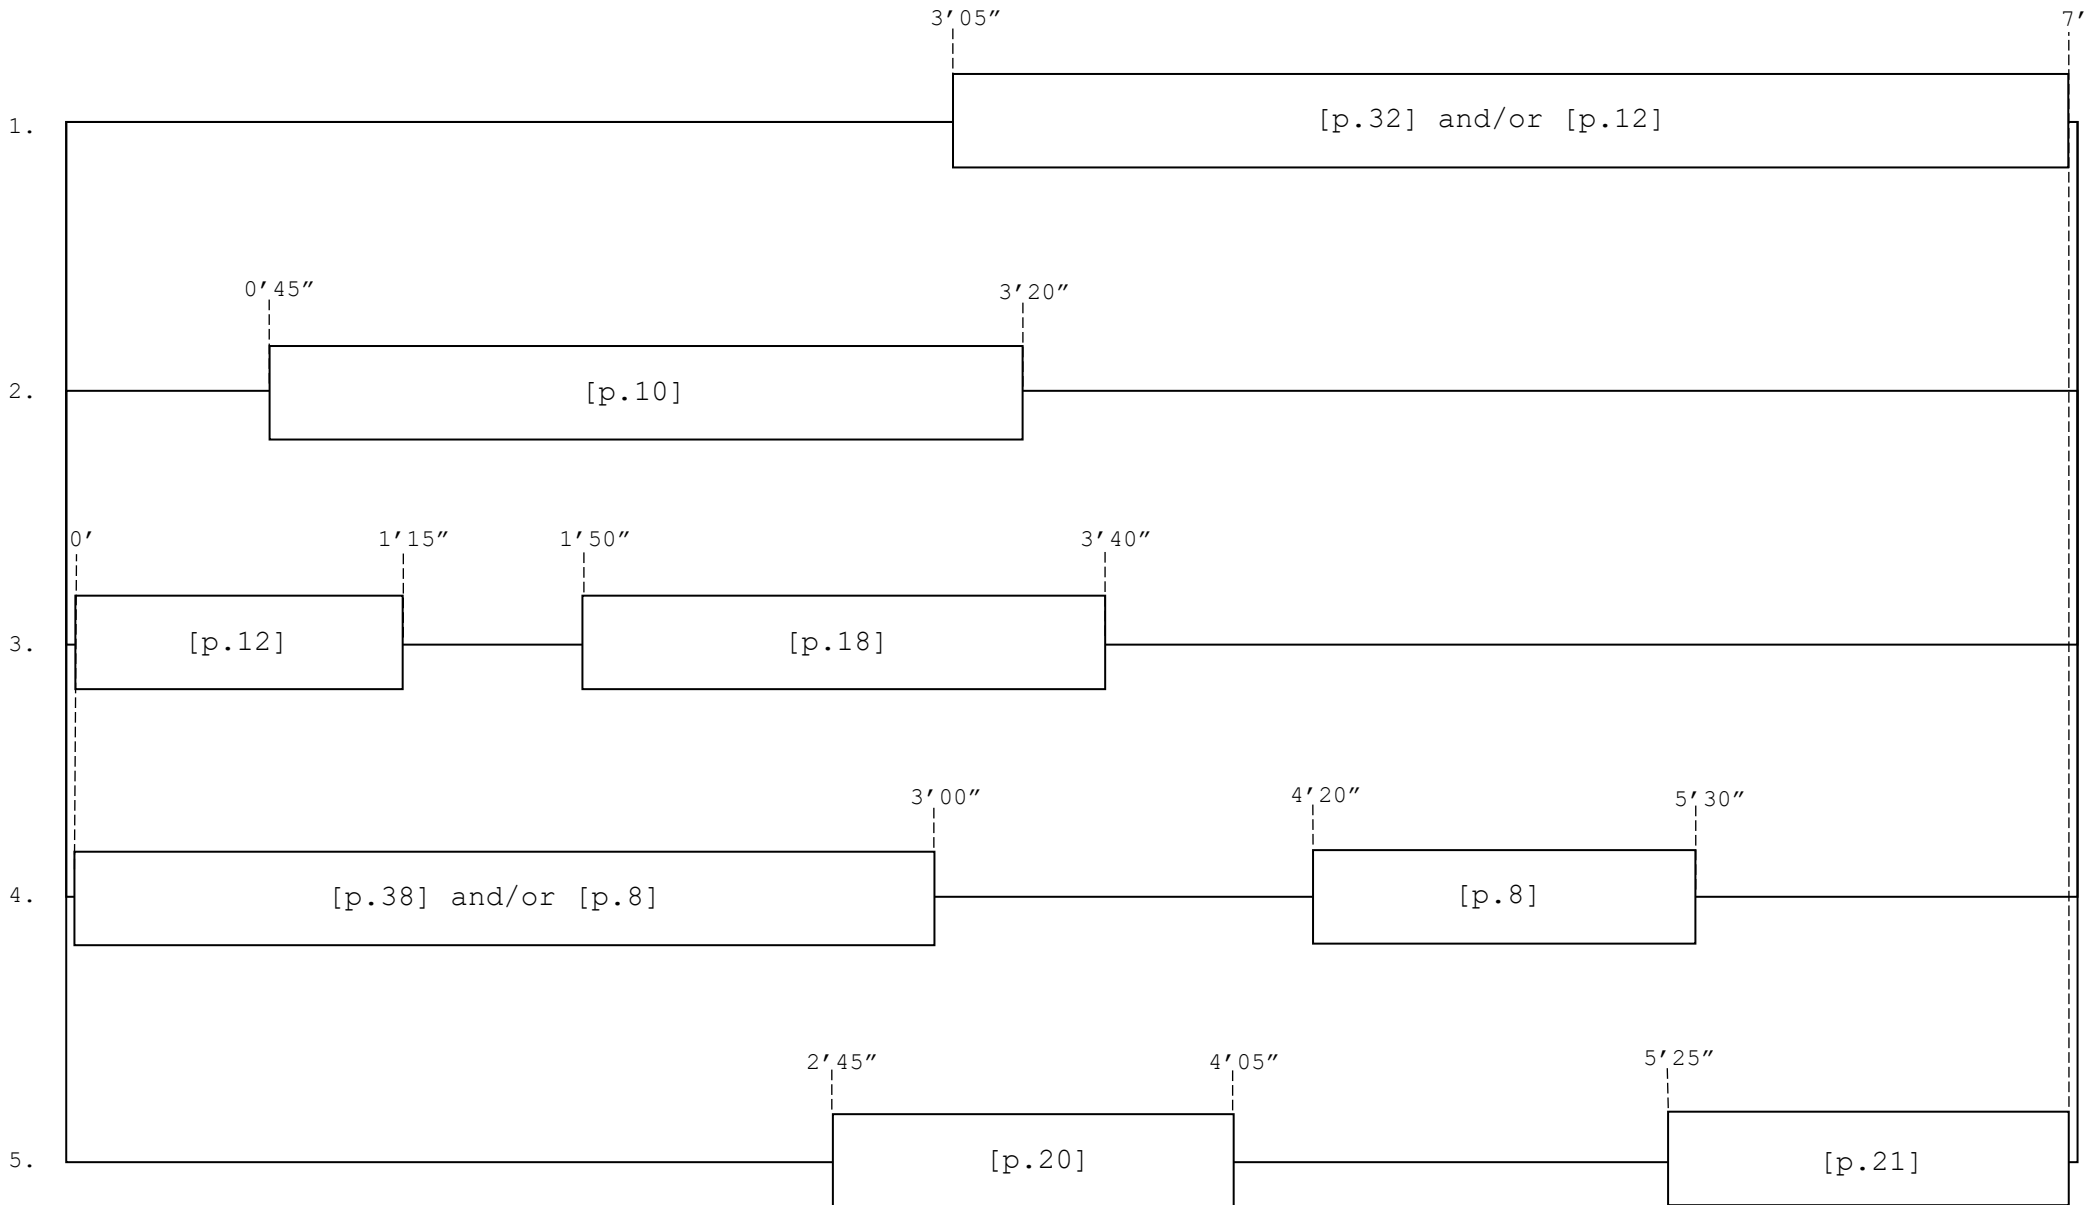 3′05″ 7′
1. [p.32] and/or [p.12]
0′45″ 3′20″
2. [p.10]
0′ 1′15″ 1′50″ 3′40″
3. [p.12] [p.18]
3′00″ 4′20″ 5′30″
4. [p.38] and/or [p.8] [p.8]
2′45″ 4′05″ 5′25″
5. [p.20] [p.21]